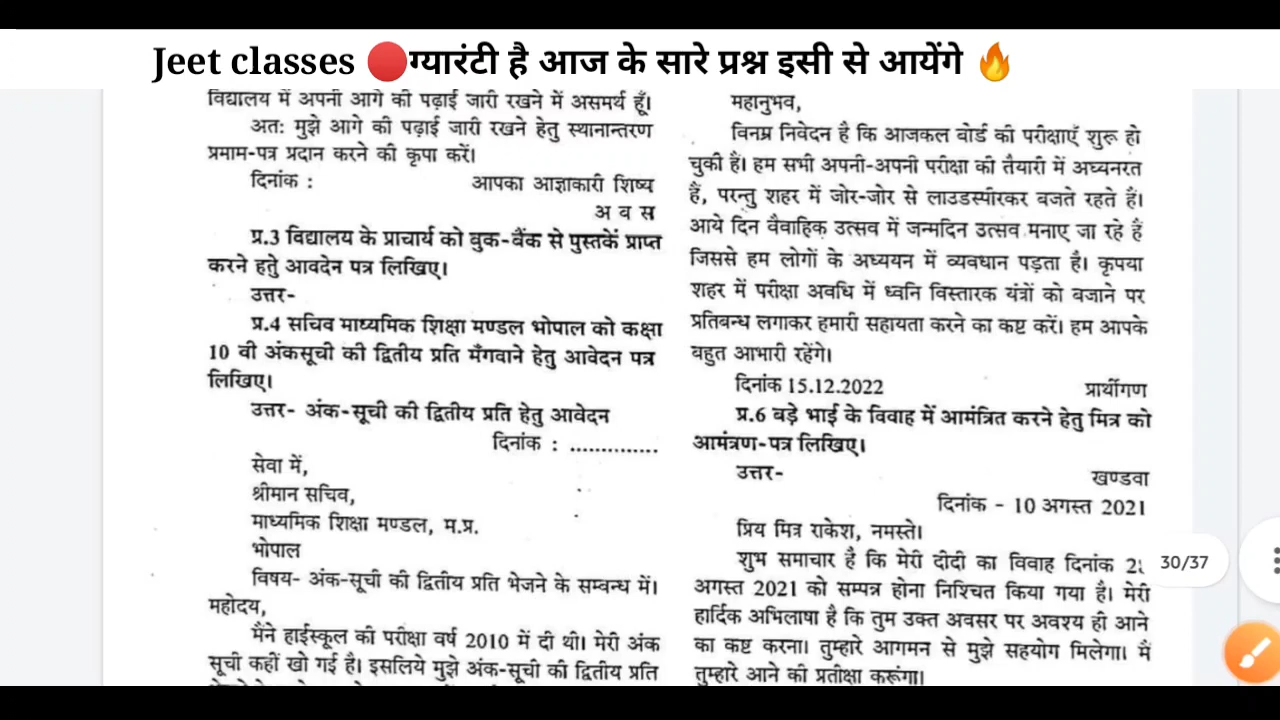 Jeet classes 🔴ग्यारंटी है आज के सारे प्रश्न इसी से आयेंगे 🔥
विद्यालय में अपनी आगे की पढ़ाई जारी रखने में असमर्थ हूँ।
अतः मुझे आगे की पढ़ाई जारी रखने हेतु स्थानान्तरण
प्रमाम-पत्र प्रदान करने की कृपा करें।
दिनांक : आपका आज्ञाकारी शिष्य
अ ब स
प्र.3 विद्यालय के प्राचार्य को बुक-बैंक से पुस्तकें प्राप्त
करने हतेु आवदेन पत्र लिखिए।
उत्तर-
प्र.4 सचिव माध्यमिक शिक्षा मण्डल भोपाल को कक्षा
10 वी अंकसूची की द्वितीय प्रति मँगवाने हेतु आवेदन पत्र
लिखिए।
उत्तर- अंक-सूची की द्वितीय प्रति हेतु आवेदन
दिनांक : ..............
सेवा में,
श्रीमान सचिव,
माध्यमिक शिक्षा मण्डल, म.प्र.
भोपाल
विषय- अंक-सूची की द्वितीय प्रति भेजने के सम्बन्ध में।
महोदय,
मैंने हाईस्कूल की परीक्षा वर्ष 2010 में दी थी। मेरी अंक
सूची कहीं खो गई है। इसलिये मुझे अंक-सूची की द्वितीय प्रति
महानुभव,
विनम्र निवेदन है कि आजकल बोर्ड की परीक्षाएँ शुरू हो
चुकी हैं। हम सभी अपनी-अपनी परीक्षा की तैयारी में अध्यनरत
हैं, परन्तु शहर में जोर-जोर से लाउडस्पीरकर बजते रहते हैं।
आये दिन वैवाहिक उत्सव में जन्मदिन उत्सव मनाए जा रहे हैं
जिससे हम लोगों के अध्ययन में व्यवधान पड़ता है। कृपया
शहर में परीक्षा अवधि में ध्वनि विस्तारक यंत्रों को बजाने पर
प्रतिबन्ध लगाकर हमारी सहायता करने का कष्ट करें। हम आपके
बहुत आभारी रहेंगे।
दिनांक 15.12.2022 प्रार्थीगण
प्र.6 बड़े भाई के विवाह में आमंत्रित करने हेतु मित्र को
आमंत्रण-पत्र लिखिए।
उत्तर- खण्डवा
दिनांक - 10 अगस्त 2021
प्रिय मित्र राकेश, नमस्ते।
शुभ समाचार है कि मेरी दीदी का विवाह दिनांक
अगस्त 2021 को सम्पन्न होना निश्चित किया गया है। मेरी
हार्दिक अभिलाषा है कि तुम उक्त अवसर पर अवश्य ही आने
का कष्ट करना। तुम्हारे आगमन से मुझे सहयोग मिलेगा। मैं
तुम्हारे आने की प्रतीक्षा करूंगा।
30/37